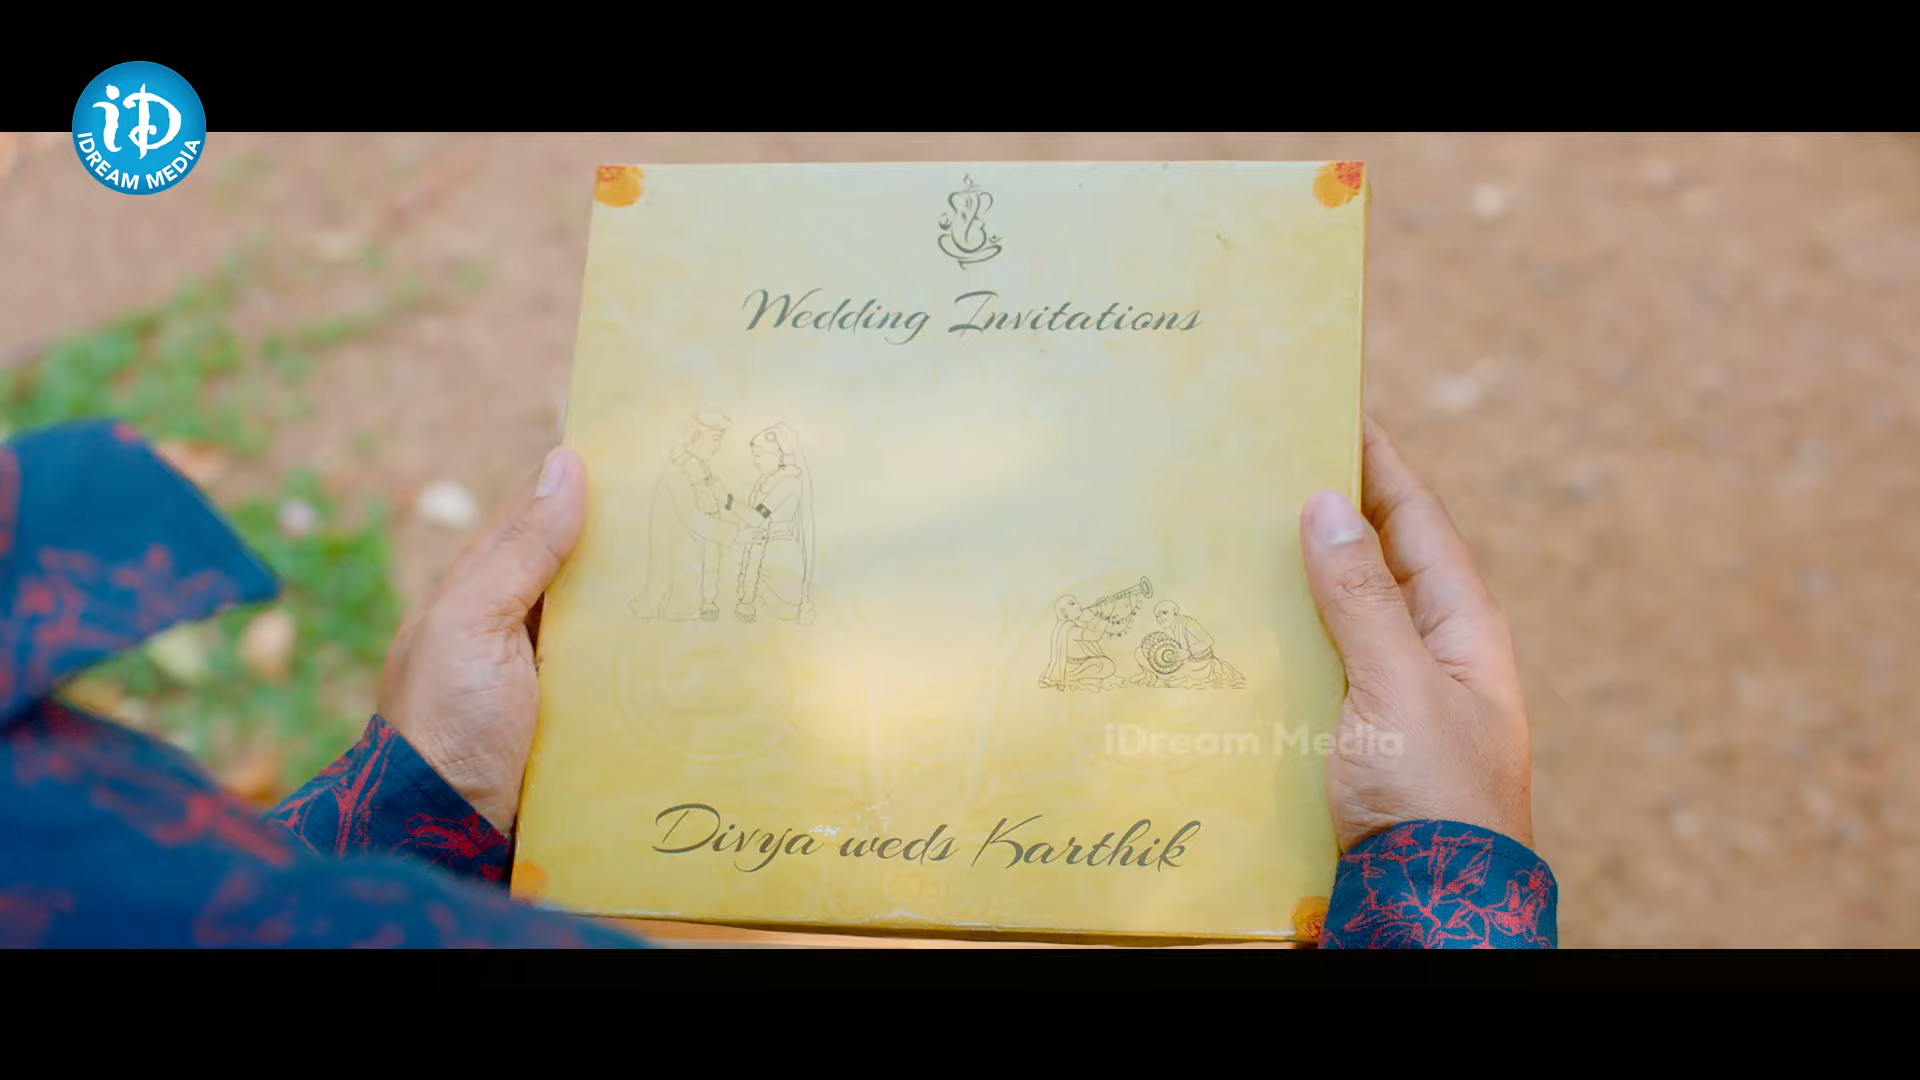 iD
IDREAM MEDIA
Wedding Invitations
iDream Media
Divya weds Karthik